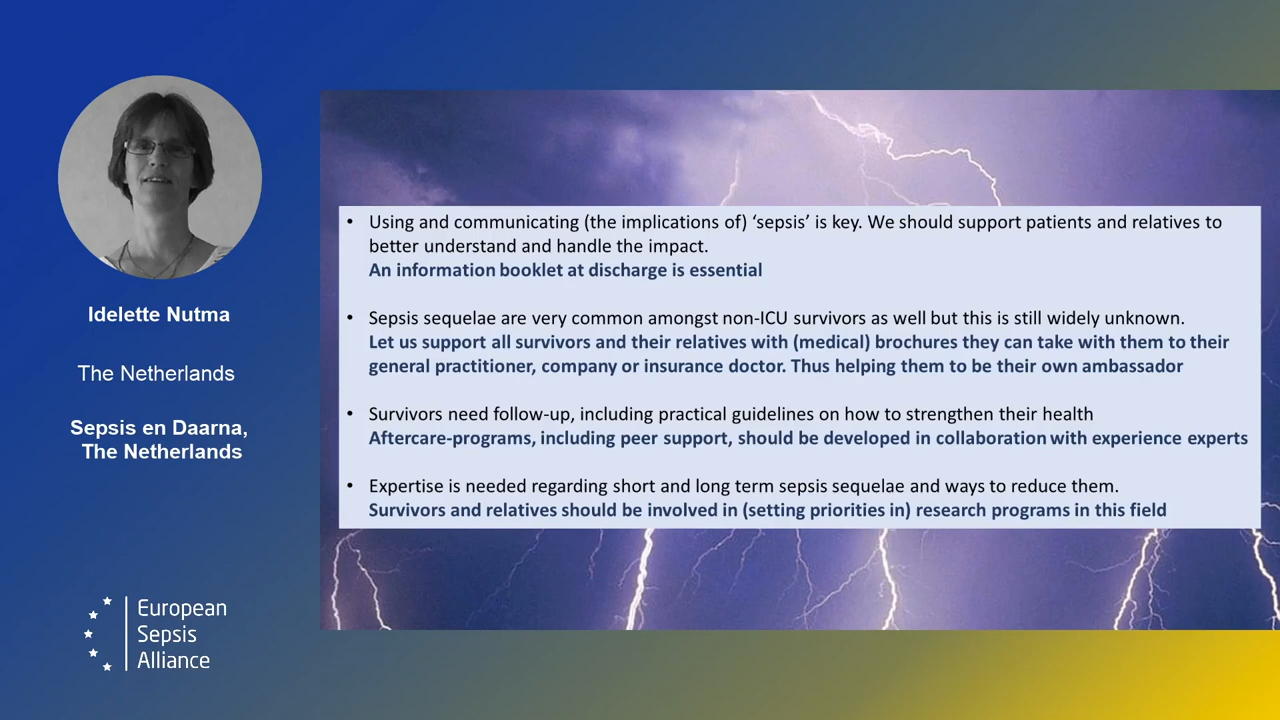 Idelette Nutma
The Netherlands
Sepsis en Daarna,
The Netherlands
European
Sepsis
Alliance
• Using and communicating (the implications of) ‘sepsis’ is key. We should support patients and relatives to
better understand and handle the impact.
An information booklet at discharge is essential
• Sepsis sequelae are very common amongst non-ICU survivors as well but this is still widely unknown.
Let us support all survivors and their relatives with (medical) brochures they can take with them to their
general practitioner, company or insurance doctor. Thus helping them to be their own ambassador
• Survivors need follow-up, including practical guidelines on how to strengthen their health
Aftercare-programs, including peer support, should be developed in collaboration with experience experts
• Expertise is needed regarding short and long term sepsis sequelae and ways to reduce them.
Survivors and relatives should be involved in (setting priorities in) research programs in this field